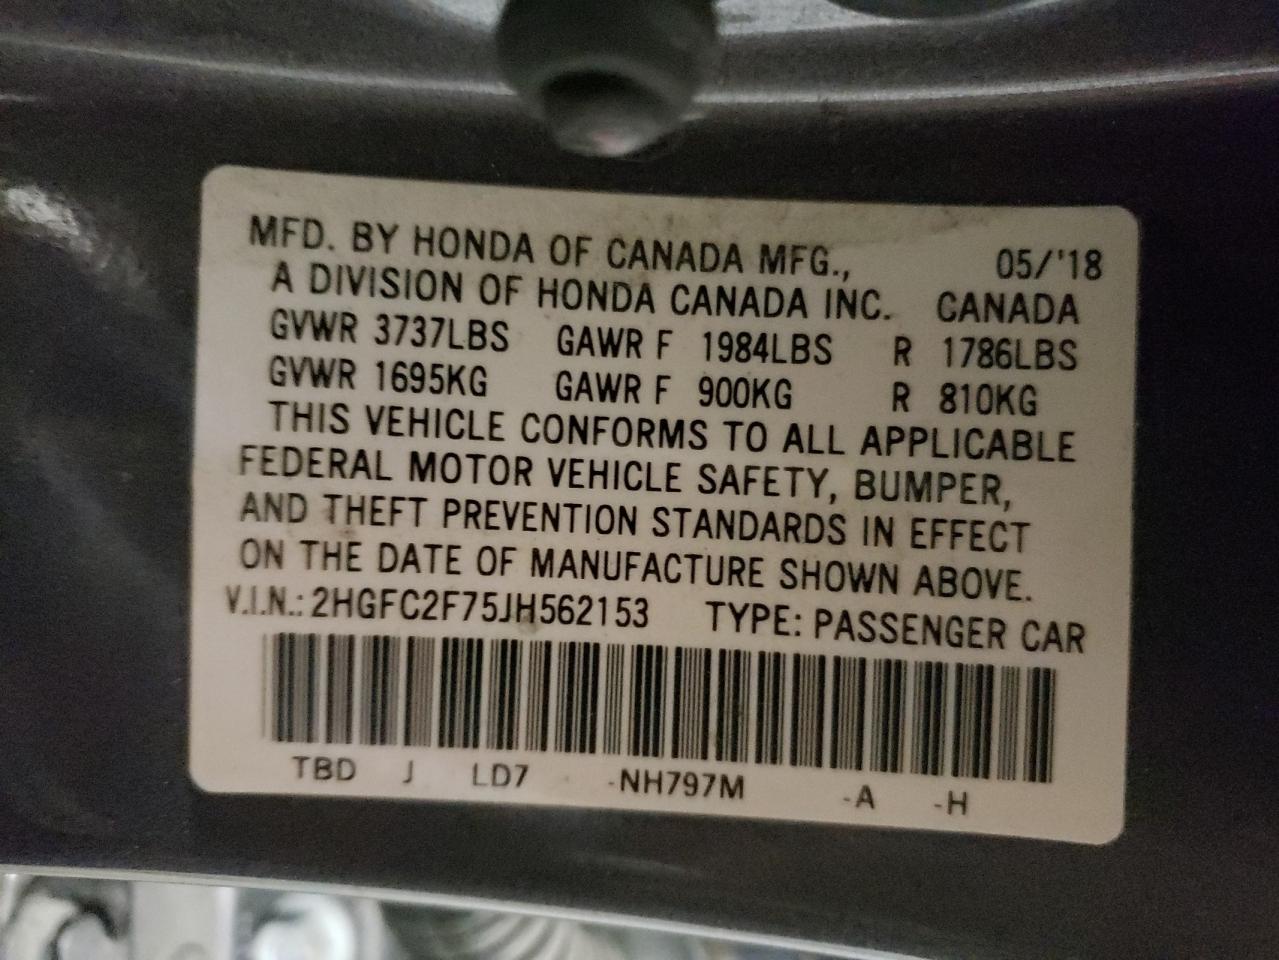 MFD. BY HONDA OF CANADA MFG., 05/'18
A DIVISION OF HONDA CANADA INC. CANADA
GVWR 3737LBS GAWR F 1984LBS R 1786LBS
GVWR 1695KG GAWR F 900KG R 810KG
THIS VEHICLE CONFORMS TO ALL APPLICABLE
FEDERAL MOTOR VEHICLE SAFETY, BUMPER,
AND THEFT PREVENTION STANDARDS IN EFFECT
ON THE DATE OF MANUFACTURE SHOWN ABOVE.
V.I.N.: 2HGFC2F75JH562153 TYPE: PASSENGER CAR
TBD J LD7 -NH797M -A -H